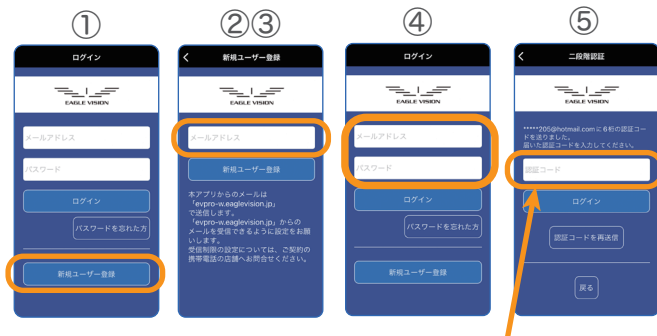 ①
ログイン
EAGLE VISION
メールアドレス
パスワード
ログイン
パスワードを忘れた方
新規ユーザー登録
②③
新規ユーザー登録
EAGLE VISION
メールアドレス
新規ユーザー登録
本アプリからのメールは
「evpro-w.eaglevision.jp」
で送信します。
「evpro-w.eaglevision.jp」からの
メールを受信できるように設定をお願
いします。
受信制限の設定については、ご契約の
携帯電話の店舗へお問合せください。
④
ログイン
EAGLE VISION
メールアドレス
パスワード
ログイン
パスワードを忘れた方
新規ユーザー登録
⑤
二段階認証
EAGLE VISION
*****205@hotmail.comに6桁の認証コー
ドを送りました。
届いた認証コードを入力してください。
認証コード
ログイン
認証コードを再送信
戻る